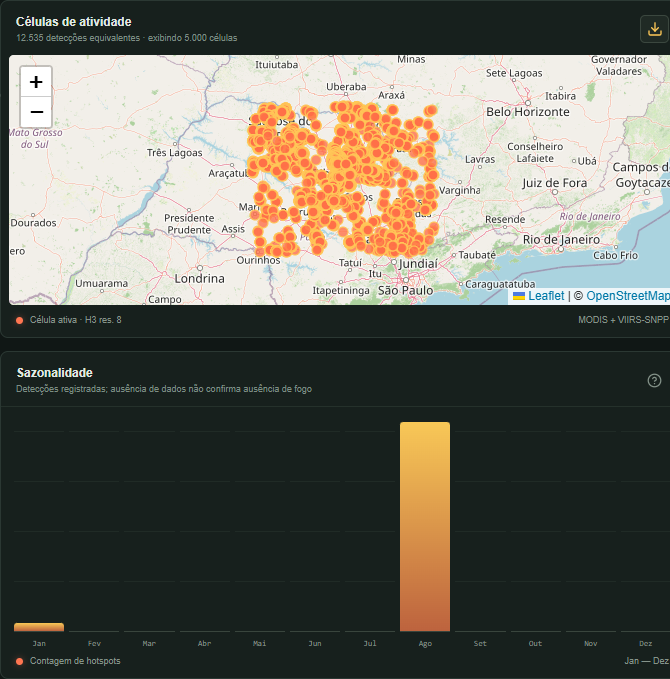 Células de atividade
12.535 detecções equivalentes · exibindo 5.000 células
+
−
Ituiutaba
Minas
Governador
Valadares
Sete Lagoas
Uberaba
Araxá
Itabira
Belo Horizonte
Mato Grosso
do Sul
Três Lagoas
Conselheiro
Lafaiete
Lavras
Ubá
Araçatu
Campos d
Goytacaze
Varginha
Juiz de Fora
Dourados
Presidente
Prudente
Assis
Resende
Rio de Janeiro
ero
Rio de Janeiro
Cabo Frio
Ourinhos
Tatuí
Jundiaí
Taubaté
Londrina
Itu
Umuarama
Itapetininga
São Paulo
Caraguatatuba
Campo
Leaflet | © OpenStreetMap
Célula ativa · H3 res. 8
MODIS + VIIRS-SNPP
Sazonalidade
Detecções registradas; ausência de dados não confirma ausência de fogo
?
Jan Fev Mar Abr Mai Jun Jul Ago Set Out Nov Dez
Contagem de hotspots
Jan — Dez